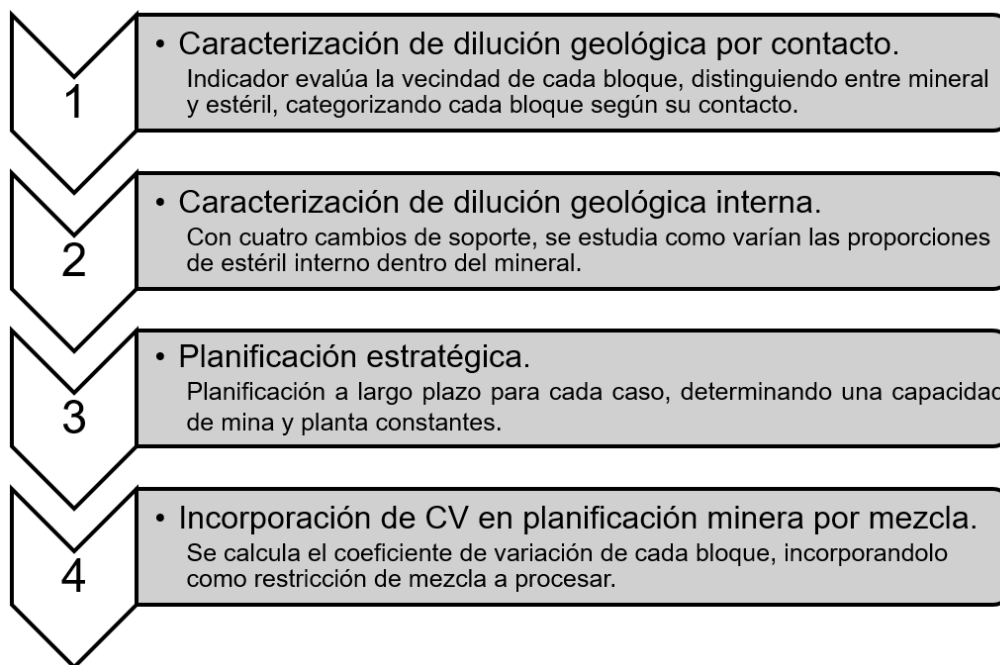 1
• Caracterización de dilución geológica por contacto.
Indicador evalúa la vecindad de cada bloque, distinguiendo entre mineral
y estéril, categorizando cada bloque según su contacto.
2
• Caracterización de dilución geológica interna.
Con cuatro cambios de soporte, se estudia como varían las proporciones
de estéril interno dentro del mineral.
3
• Planificación estratégica.
Planificación a largo plazo para cada caso, determinando una capacidad
de mina y planta constantes.
4
• Incorporación de CV en planificación minera por mezcla.
Se calcula el coeficiente de variación de cada bloque, incorporandolo
como restricción de mezcla a procesar.